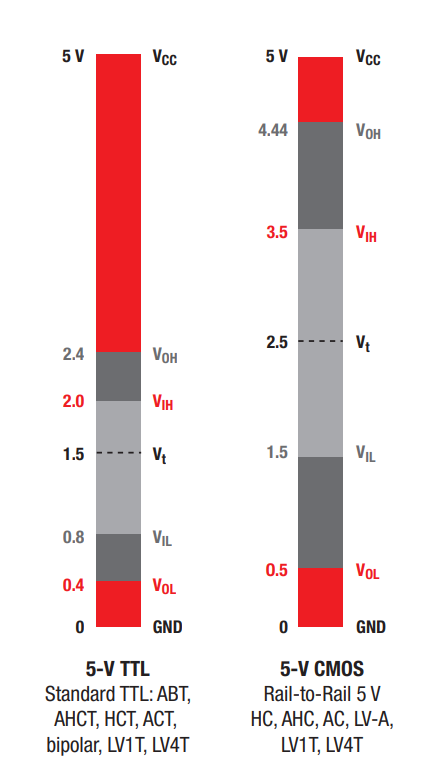 5 V VCC
2.4 VOH
2.0 VIH
1.5 Vt
0.8 VIL
0.4 VOL
0 GND
5-V TTL
Standard TTL: ABT,
AHCT, HCT, ACT,
bipolar, LV1T, LV4T
5 V VCC
4.44 VOH
3.5 VIH
2.5 Vt
1.5 VIL
0.5 VOL
0 GND
5-V CMOS
Rail-to-Rail 5 V
HC, AHC, AC, LV-A,
LV1T, LV4T